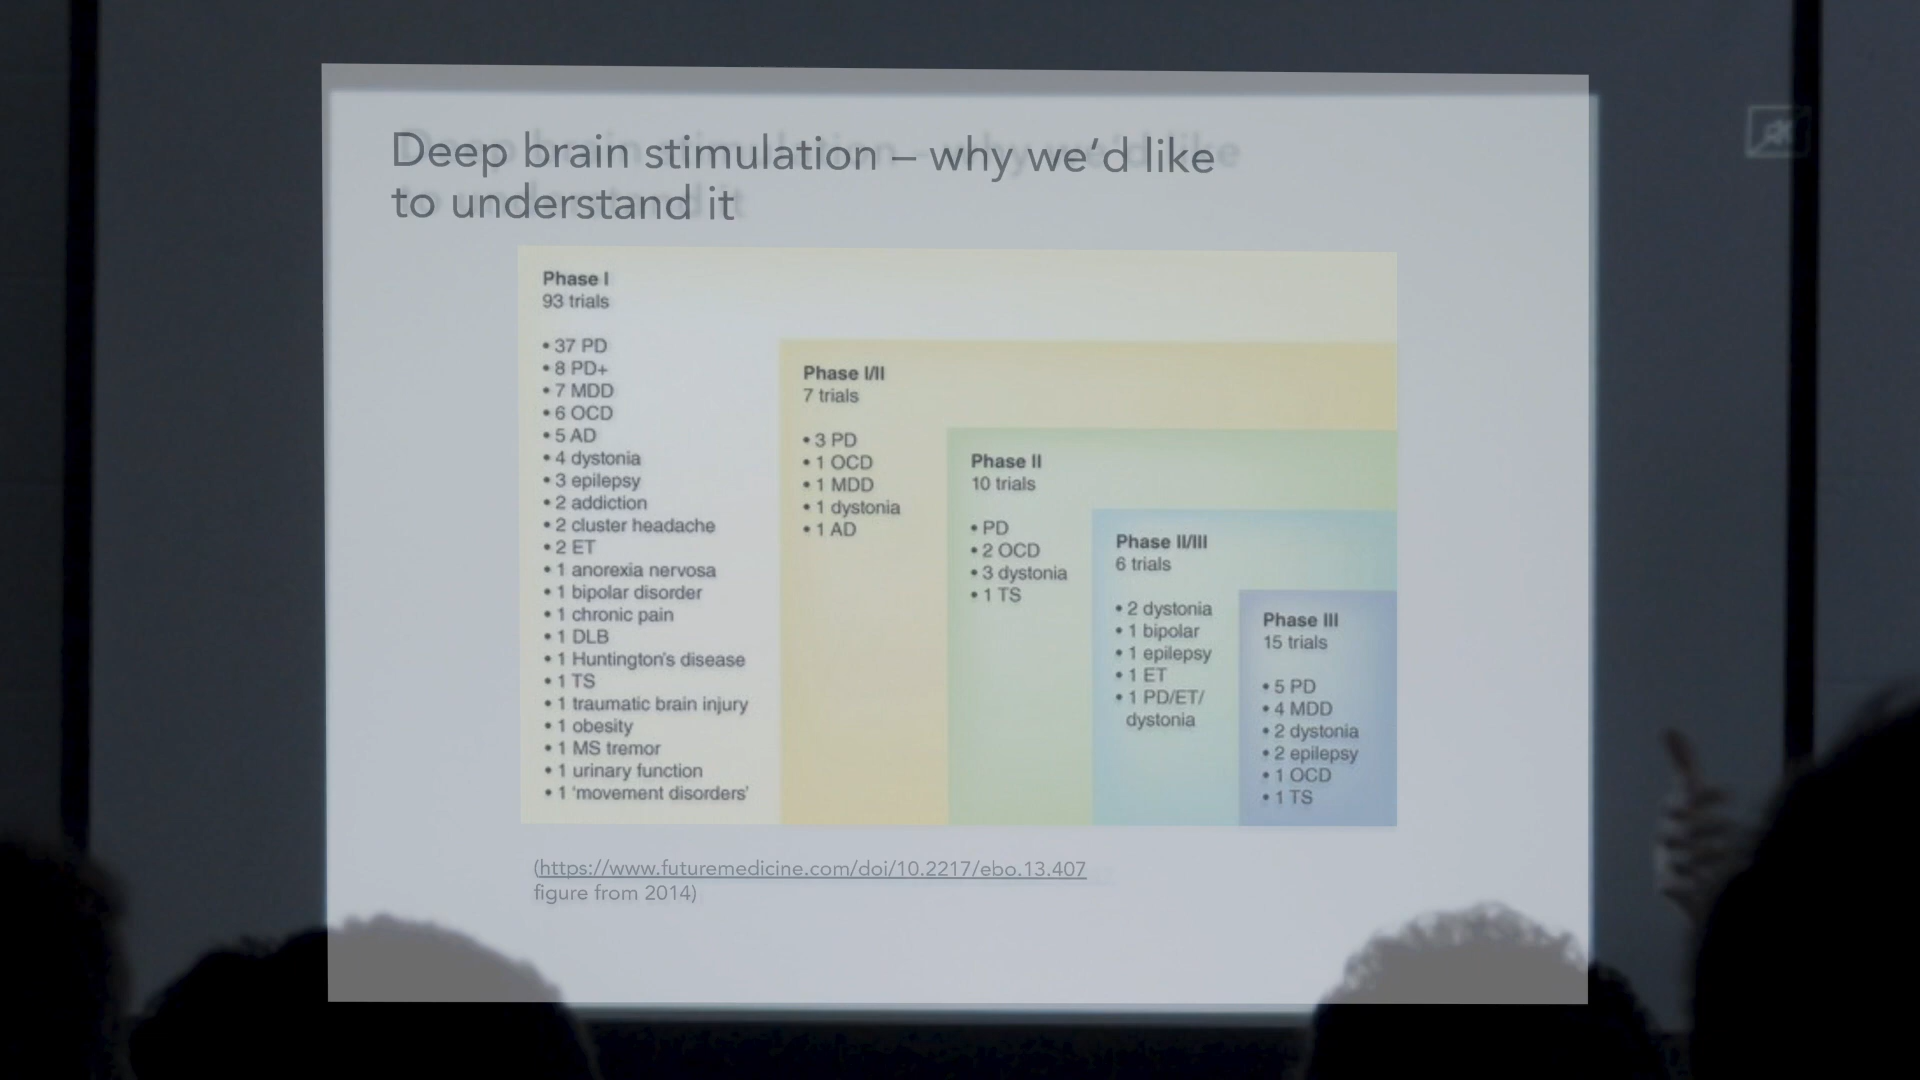 Deep brain stimulation – why we'd like
to understand it
Phase I
93 trials
• 37 PD
• 8 PD+
• 7 MDD
• 6 OCD
• 5 AD
• 4 dystonia
• 3 epilepsy
• 2 addiction
• 2 cluster headache
• 2 ET
• 1 anorexia nervosa
• 1 bipolar disorder
• 1 chronic pain
• 1 DLB
• 1 Huntington's disease
• 1 TS
• 1 traumatic brain injury
• 1 obesity
• 1 MS tremor
• 1 urinary function
• 1 'movement disorders'
Phase I/II
7 trials
• 3 PD
• 1 OCD
• 1 MDD
• 1 dystonia
• 1 AD
Phase II
10 trials
• PD
• 2 OCD
• 3 dystonia
• 1 TS
Phase II/III
6 trials
• 2 dystonia
• 1 bipolar
• 1 epilepsy
• 1 ET
• 1 PD/ET/
dystonia
Phase III
15 trials
• 5 PD
• 4 MDD
• 2 dystonia
• 2 epilepsy
• 1 OCD
• 1 TS
(https://www.futuremedicine.com/doi/10.2217/ebo.13.407
figure from 2014)